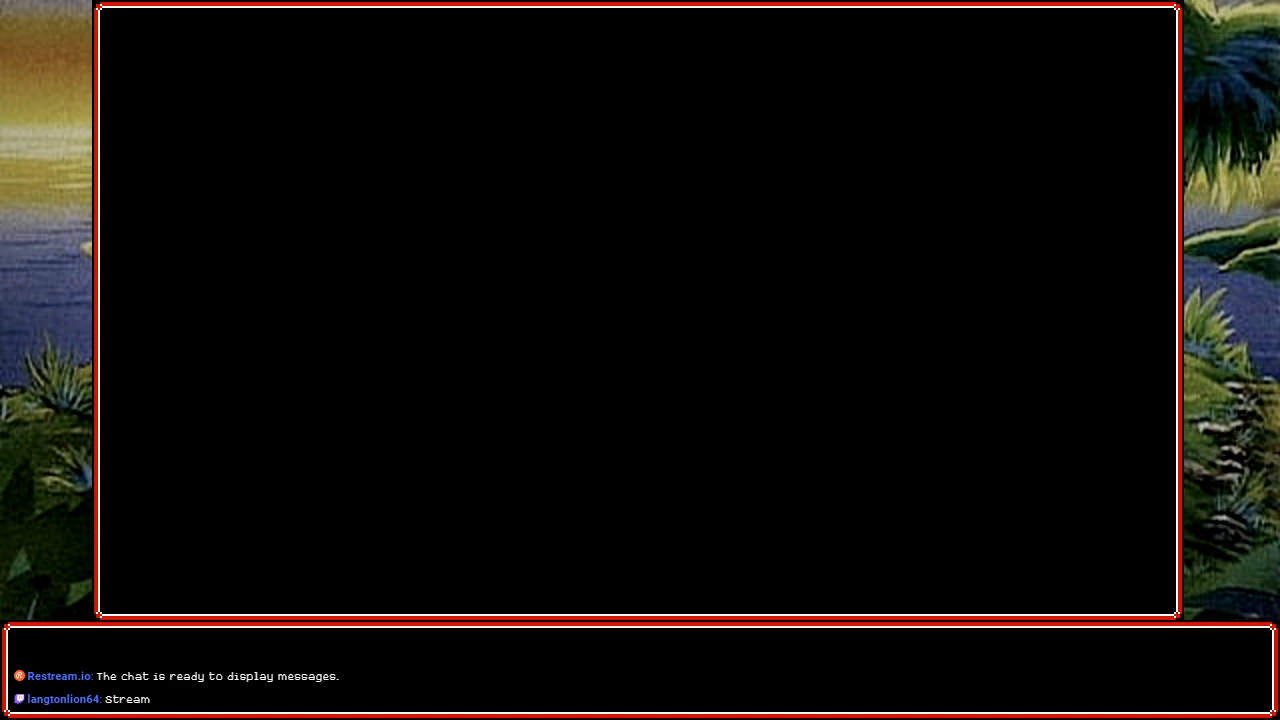 Restream.io: The chat is ready to display messages.
langtonlion64: Stream